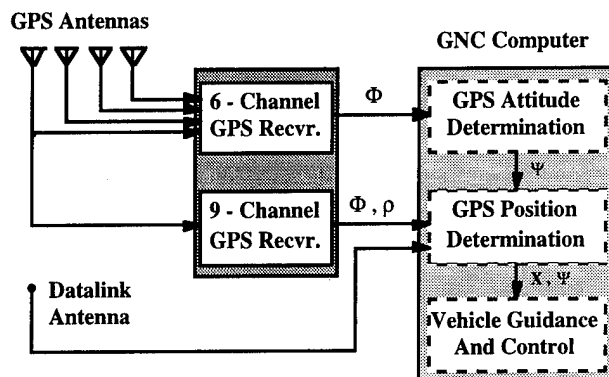 GPS Antennas
GNC Computer
6 - Channel
GPS Recvr.
Φ
GPS Attitude
Determination
Ψ
9 - Channel
GPS Recvr.
Φ , ρ
GPS Position
Determination
X, Ψ
Datalink
Antenna
Vehicle Guidance
And Control